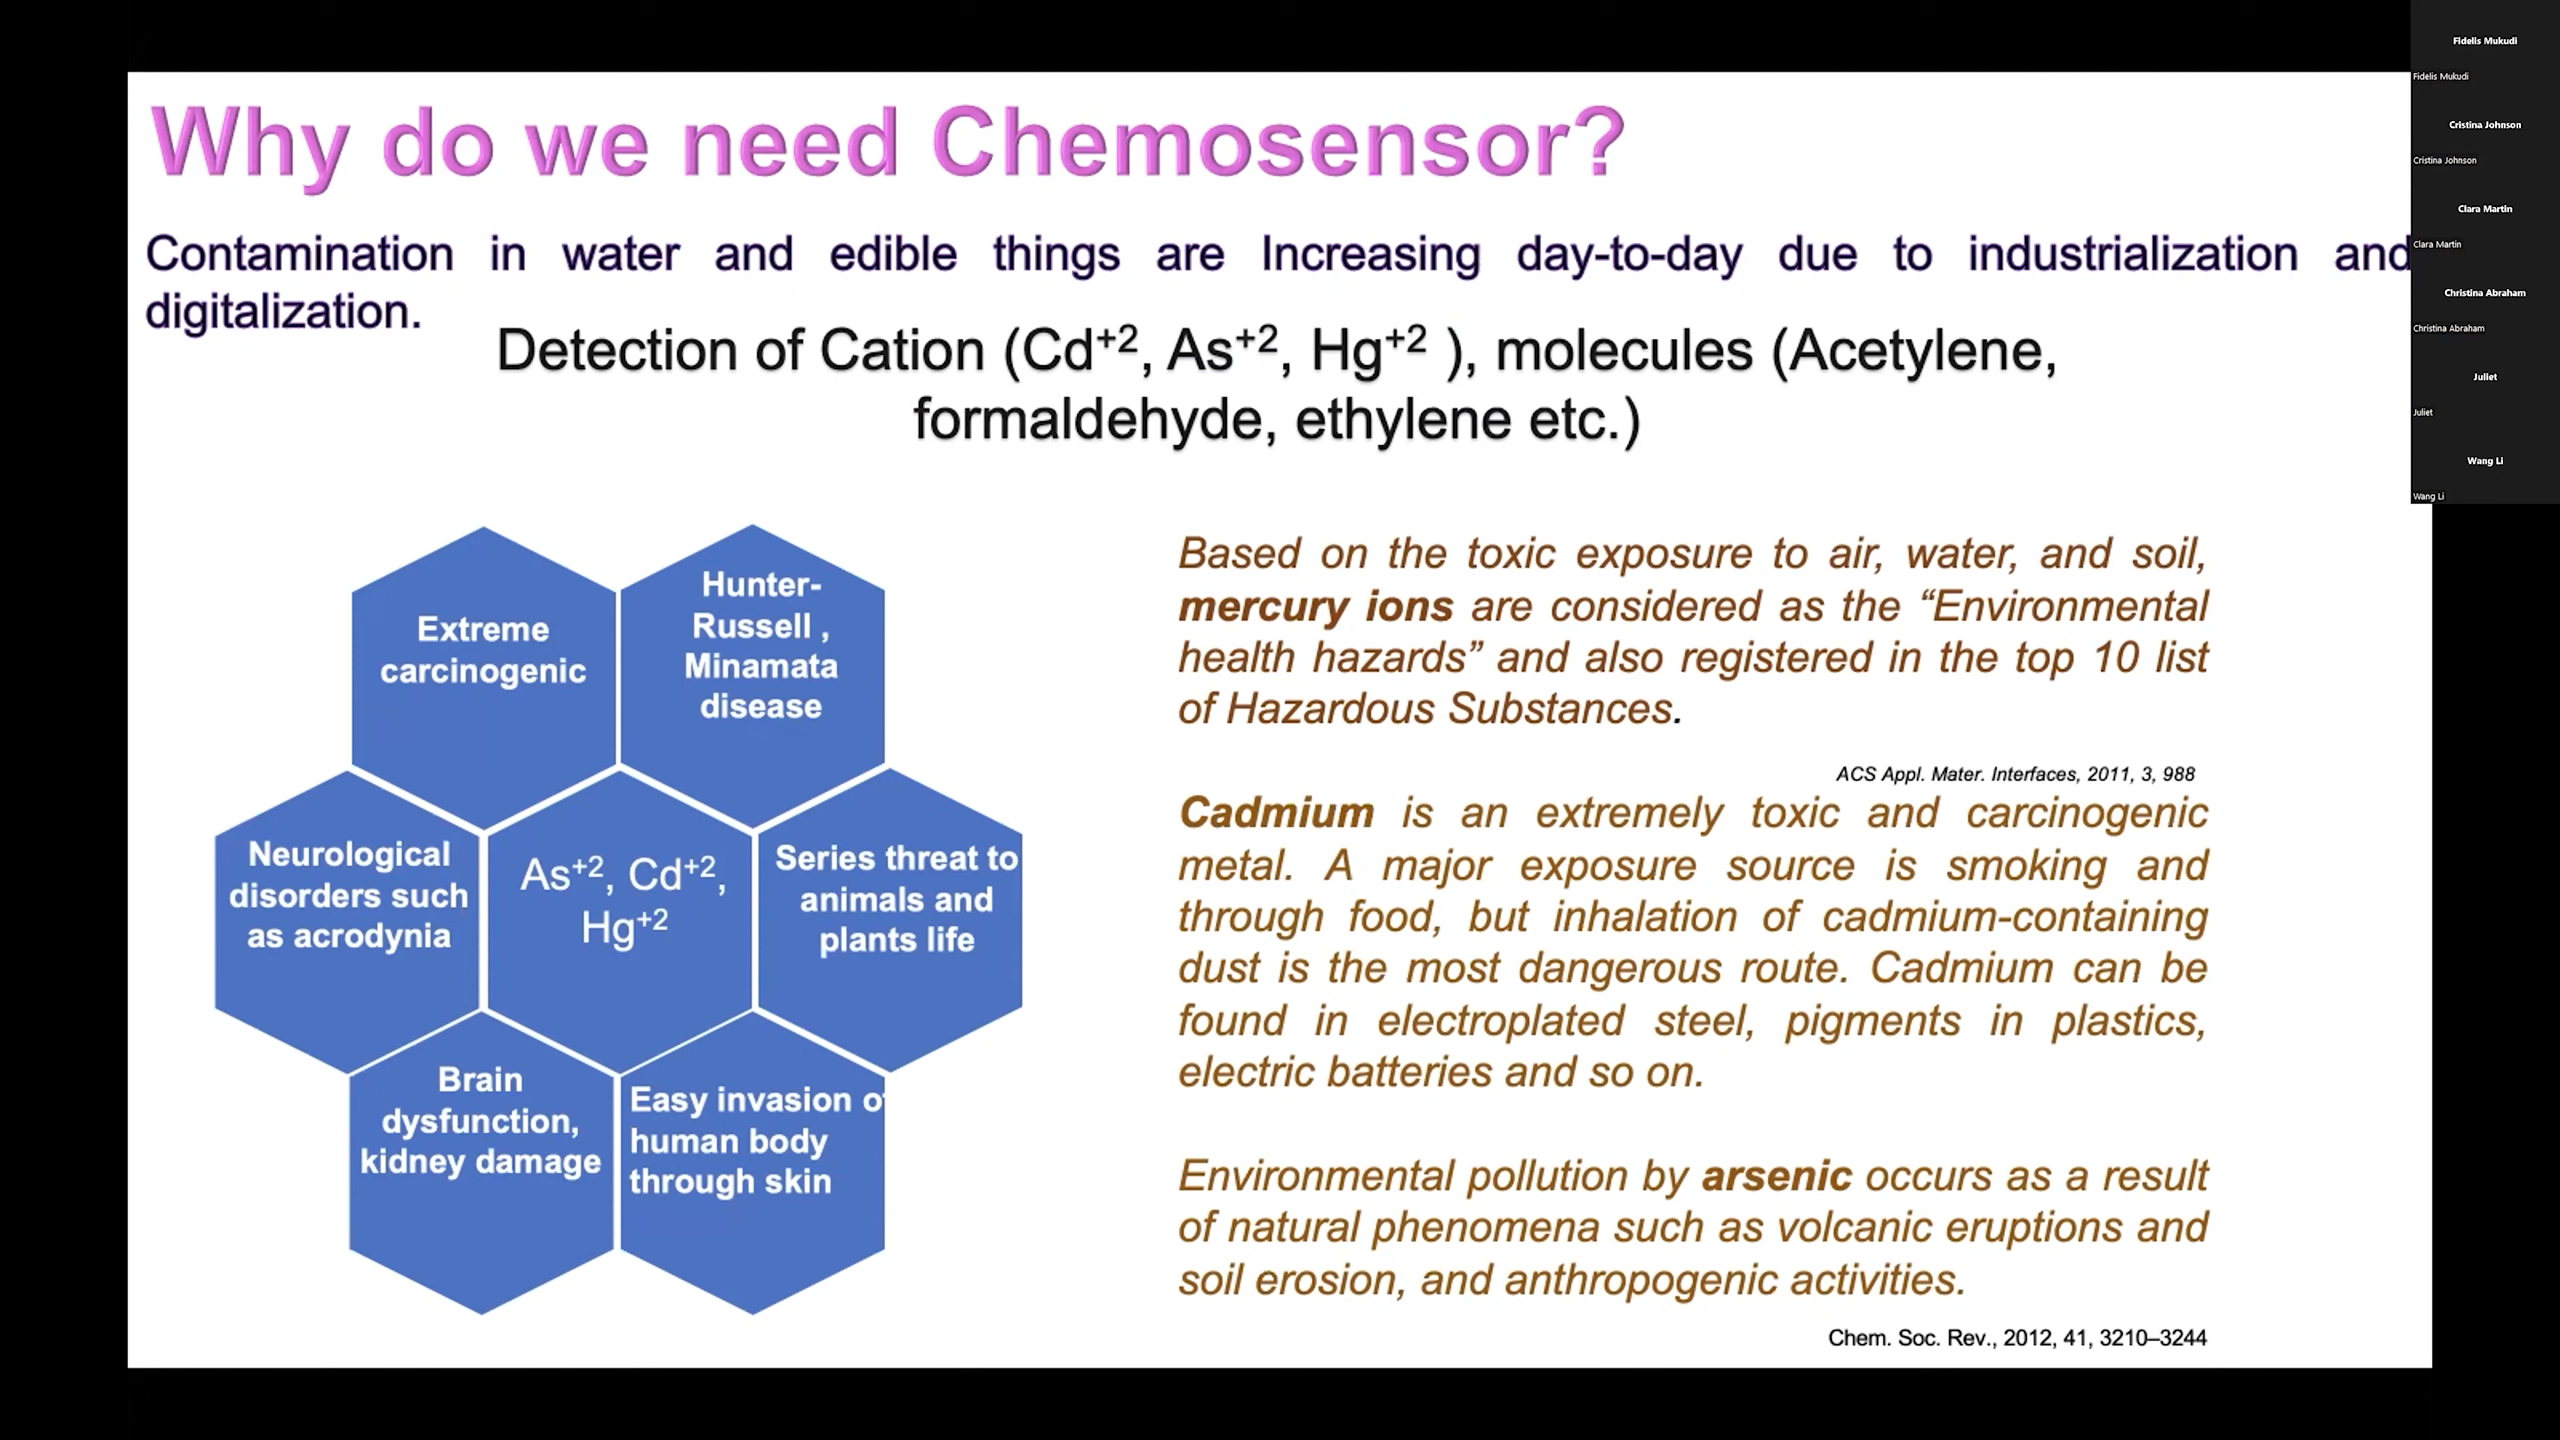 Why do we need Chemosensor?
Contamination in water and edible things are Increasing day-to-day due to industrialization and
digitalization.
Detection of Cation (Cd⁺², As⁺², Hg⁺² ), molecules (Acetylene,
formaldehyde, ethylene etc.)
Extreme
carcinogenic
Hunter-
Russell ,
Minamata
disease
Neurological
disorders such
as acrodynia
As⁺², Cd⁺²,
Hg⁺²
Series threat to
animals and
plants life
Brain
dysfunction,
kidney damage
Easy invasion of
human body
through skin
Based on the toxic exposure to air, water, and soil,
mercury ions are considered as the “Environmental
health hazards” and also registered in the top 10 list
of Hazardous Substances.
ACS Appl. Mater. Interfaces, 2011, 3, 988
Cadmium is an extremely toxic and carcinogenic
metal. A major exposure source is smoking and
through food, but inhalation of cadmium-containing
dust is the most dangerous route. Cadmium can be
found in electroplated steel, pigments in plastics,
electric batteries and so on.
Environmental pollution by arsenic occurs as a result
of natural phenomena such as volcanic eruptions and
soil erosion, and anthropogenic activities.
Chem. Soc. Rev., 2012, 41, 3210–3244
Fidelis Mukudi
Fidelis Mukudi
Cristina Johnson
Cristina Johnson
Clara Martin
Clara Martin
Christina Abraham
Christina Abraham
Juliet
Juliet
Wang Li
Wang Li